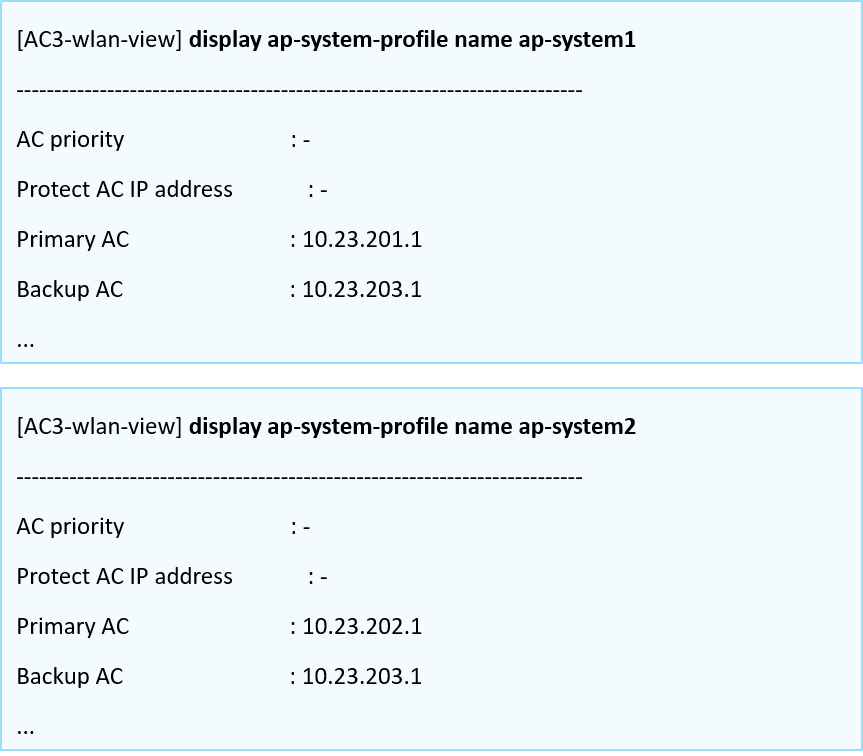 [AC3-wlan-view] display ap-system-profile name ap-system1
---------------------------------------------------------------------------
AC priority : -
Protect AC IP address : -
Primary AC : 10.23.201.1
Backup AC : 10.23.203.1
...
[AC3-wlan-view] display ap-system-profile name ap-system2
---------------------------------------------------------------------------
AC priority : -
Protect AC IP address : -
Primary AC : 10.23.202.1
Backup AC : 10.23.203.1
...